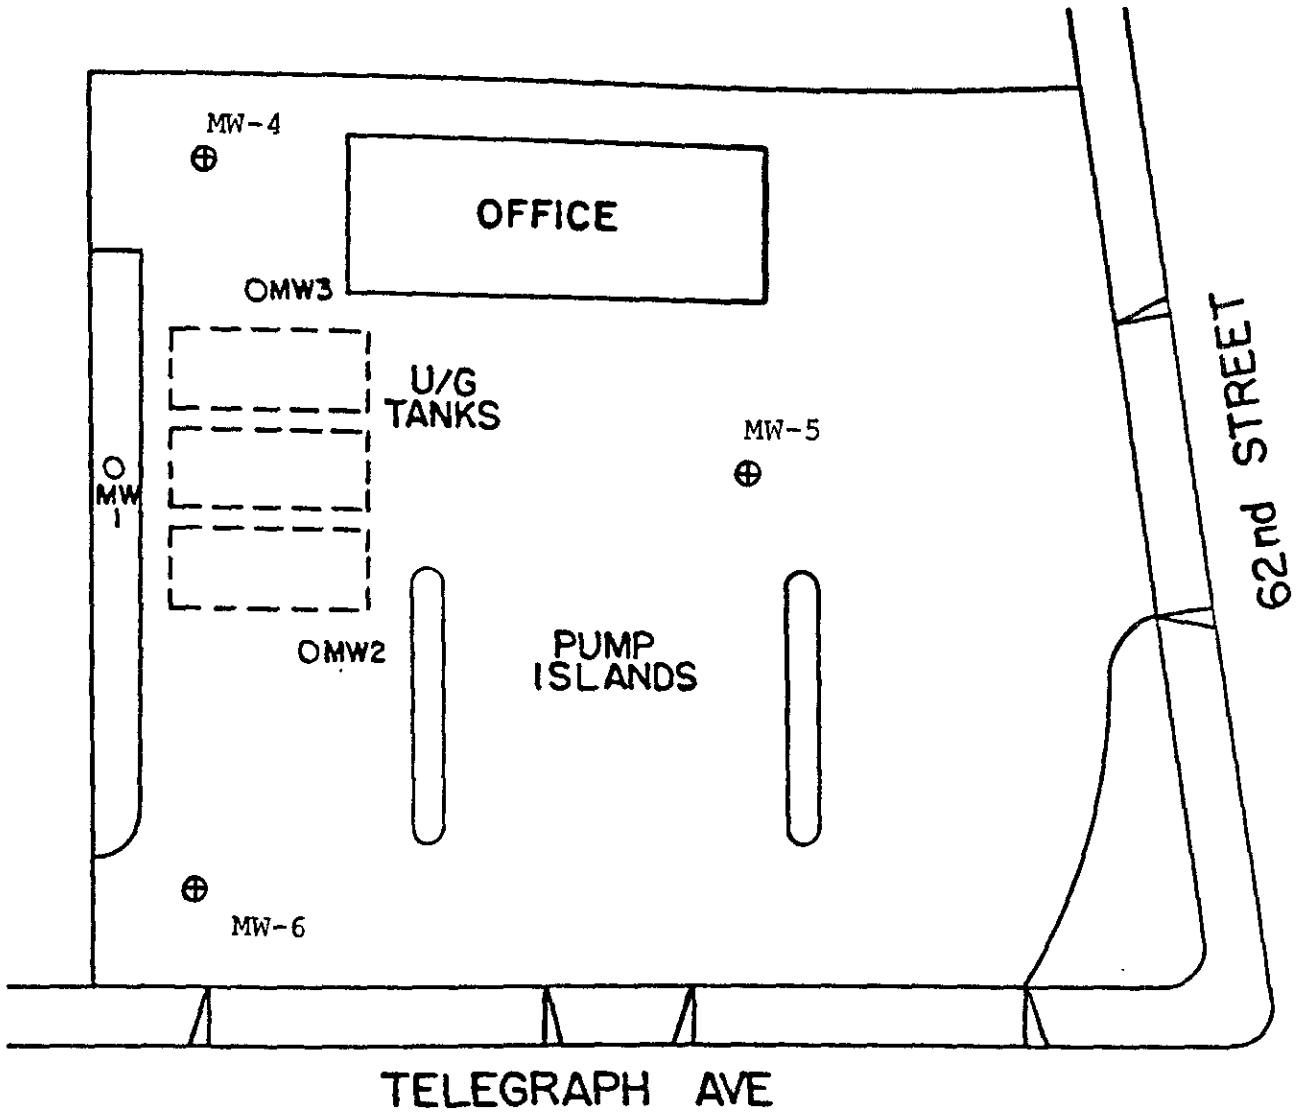 MW-4
OFFICE
OMW3
U/G
TANKS
MW-5
MW
1
62nd STREET
OMW2
PUMP
ISLANDS
MW-6
TELEGRAPH AVE